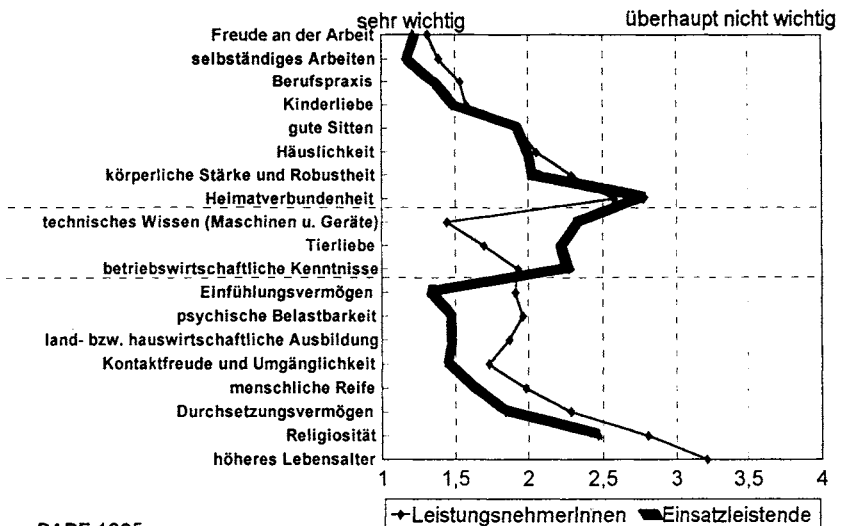 sehr wichtig überhaupt nicht wichtig
Freude an der Arbeit
selbständiges Arbeiten
Berufspraxis
Kinderliebe
gute Sitten
Häuslichkeit
körperliche Stärke und Robustheit
Heimatverbundenheit
technisches Wissen (Maschinen u. Geräte)
Tierliebe
betriebswirtschaftliche Kenntnisse
Einfühlungsvermögen
psychische Belastbarkeit
land- bzw. hauswirtschaftliche Ausbildung
Kontaktfreude und Umgänglichkeit
menschliche Reife
Durchsetzungsvermögen
Religiosität
höheres Lebensalter
1 1,5 2 2,5 3 3,5 4
LeistungsnehmerInnen Einsatzleistende